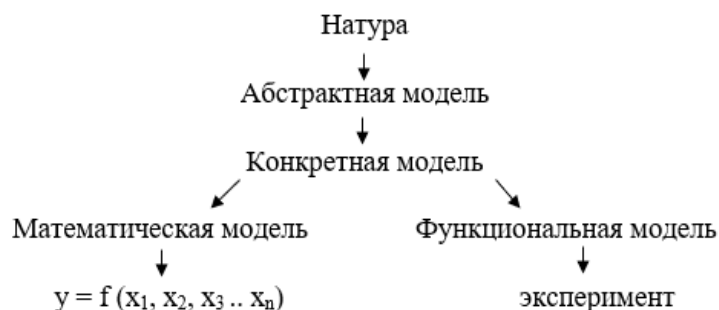 Натура
Абстрактная модель
Конкретная модель
Математическая модель Функциональная модель
y = f (x₁, x₂, x₃ .. xₙ) эксперимент